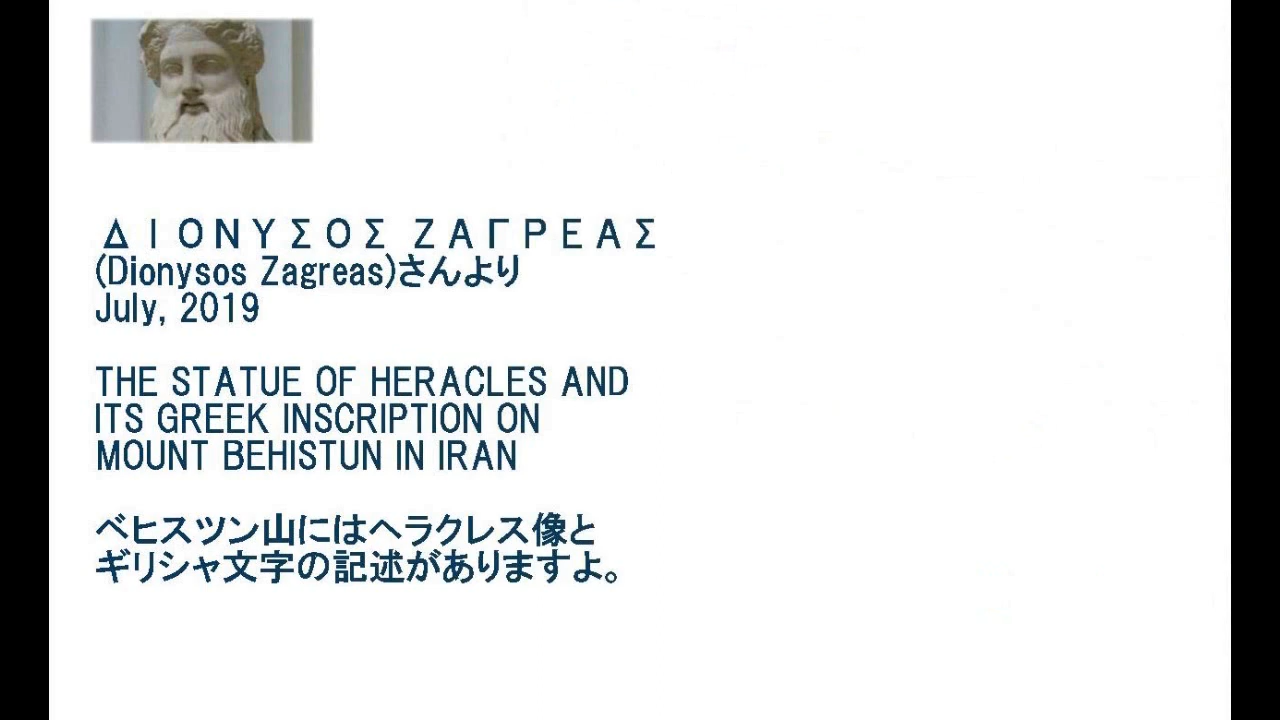 ΔΙΟΝΥΣΟΣ ΖΑΓΡΕΑΣ
(Dionysos Zagreas)さんより
July, 2019
THE STATUE OF HERACLES AND
ITS GREEK INSCRIPTION ON
MOUNT BEHISTUN IN IRAN
ベヒスツン山にはヘラクレス像と
ギリシャ文字の記述がありますよ。